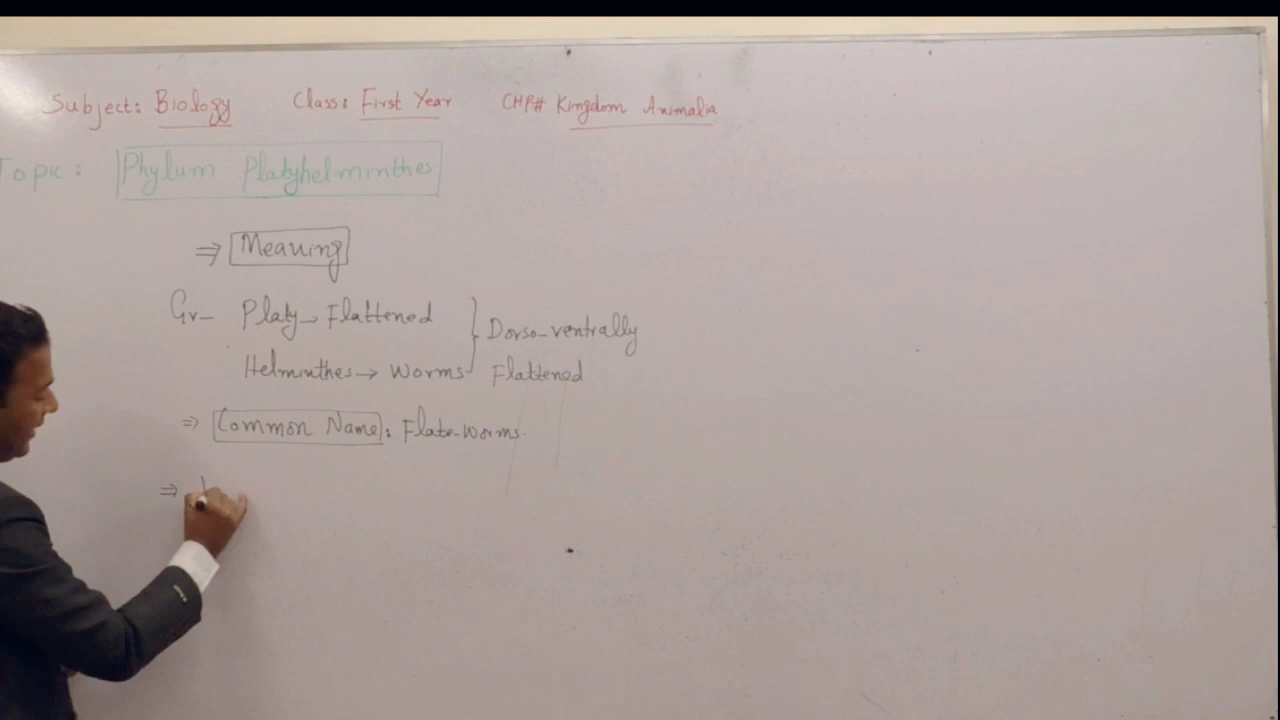 Subject: Biology Class: First Year CHP# Kingdom Animalia
Topic: Phylum Platyhelminthes
⇒ Meaning
Gr- Platy → Flattened } Dorso-ventrally
Helminthes → Worms Flattened
⇒ Common Name: Flate-Worms.
⇒